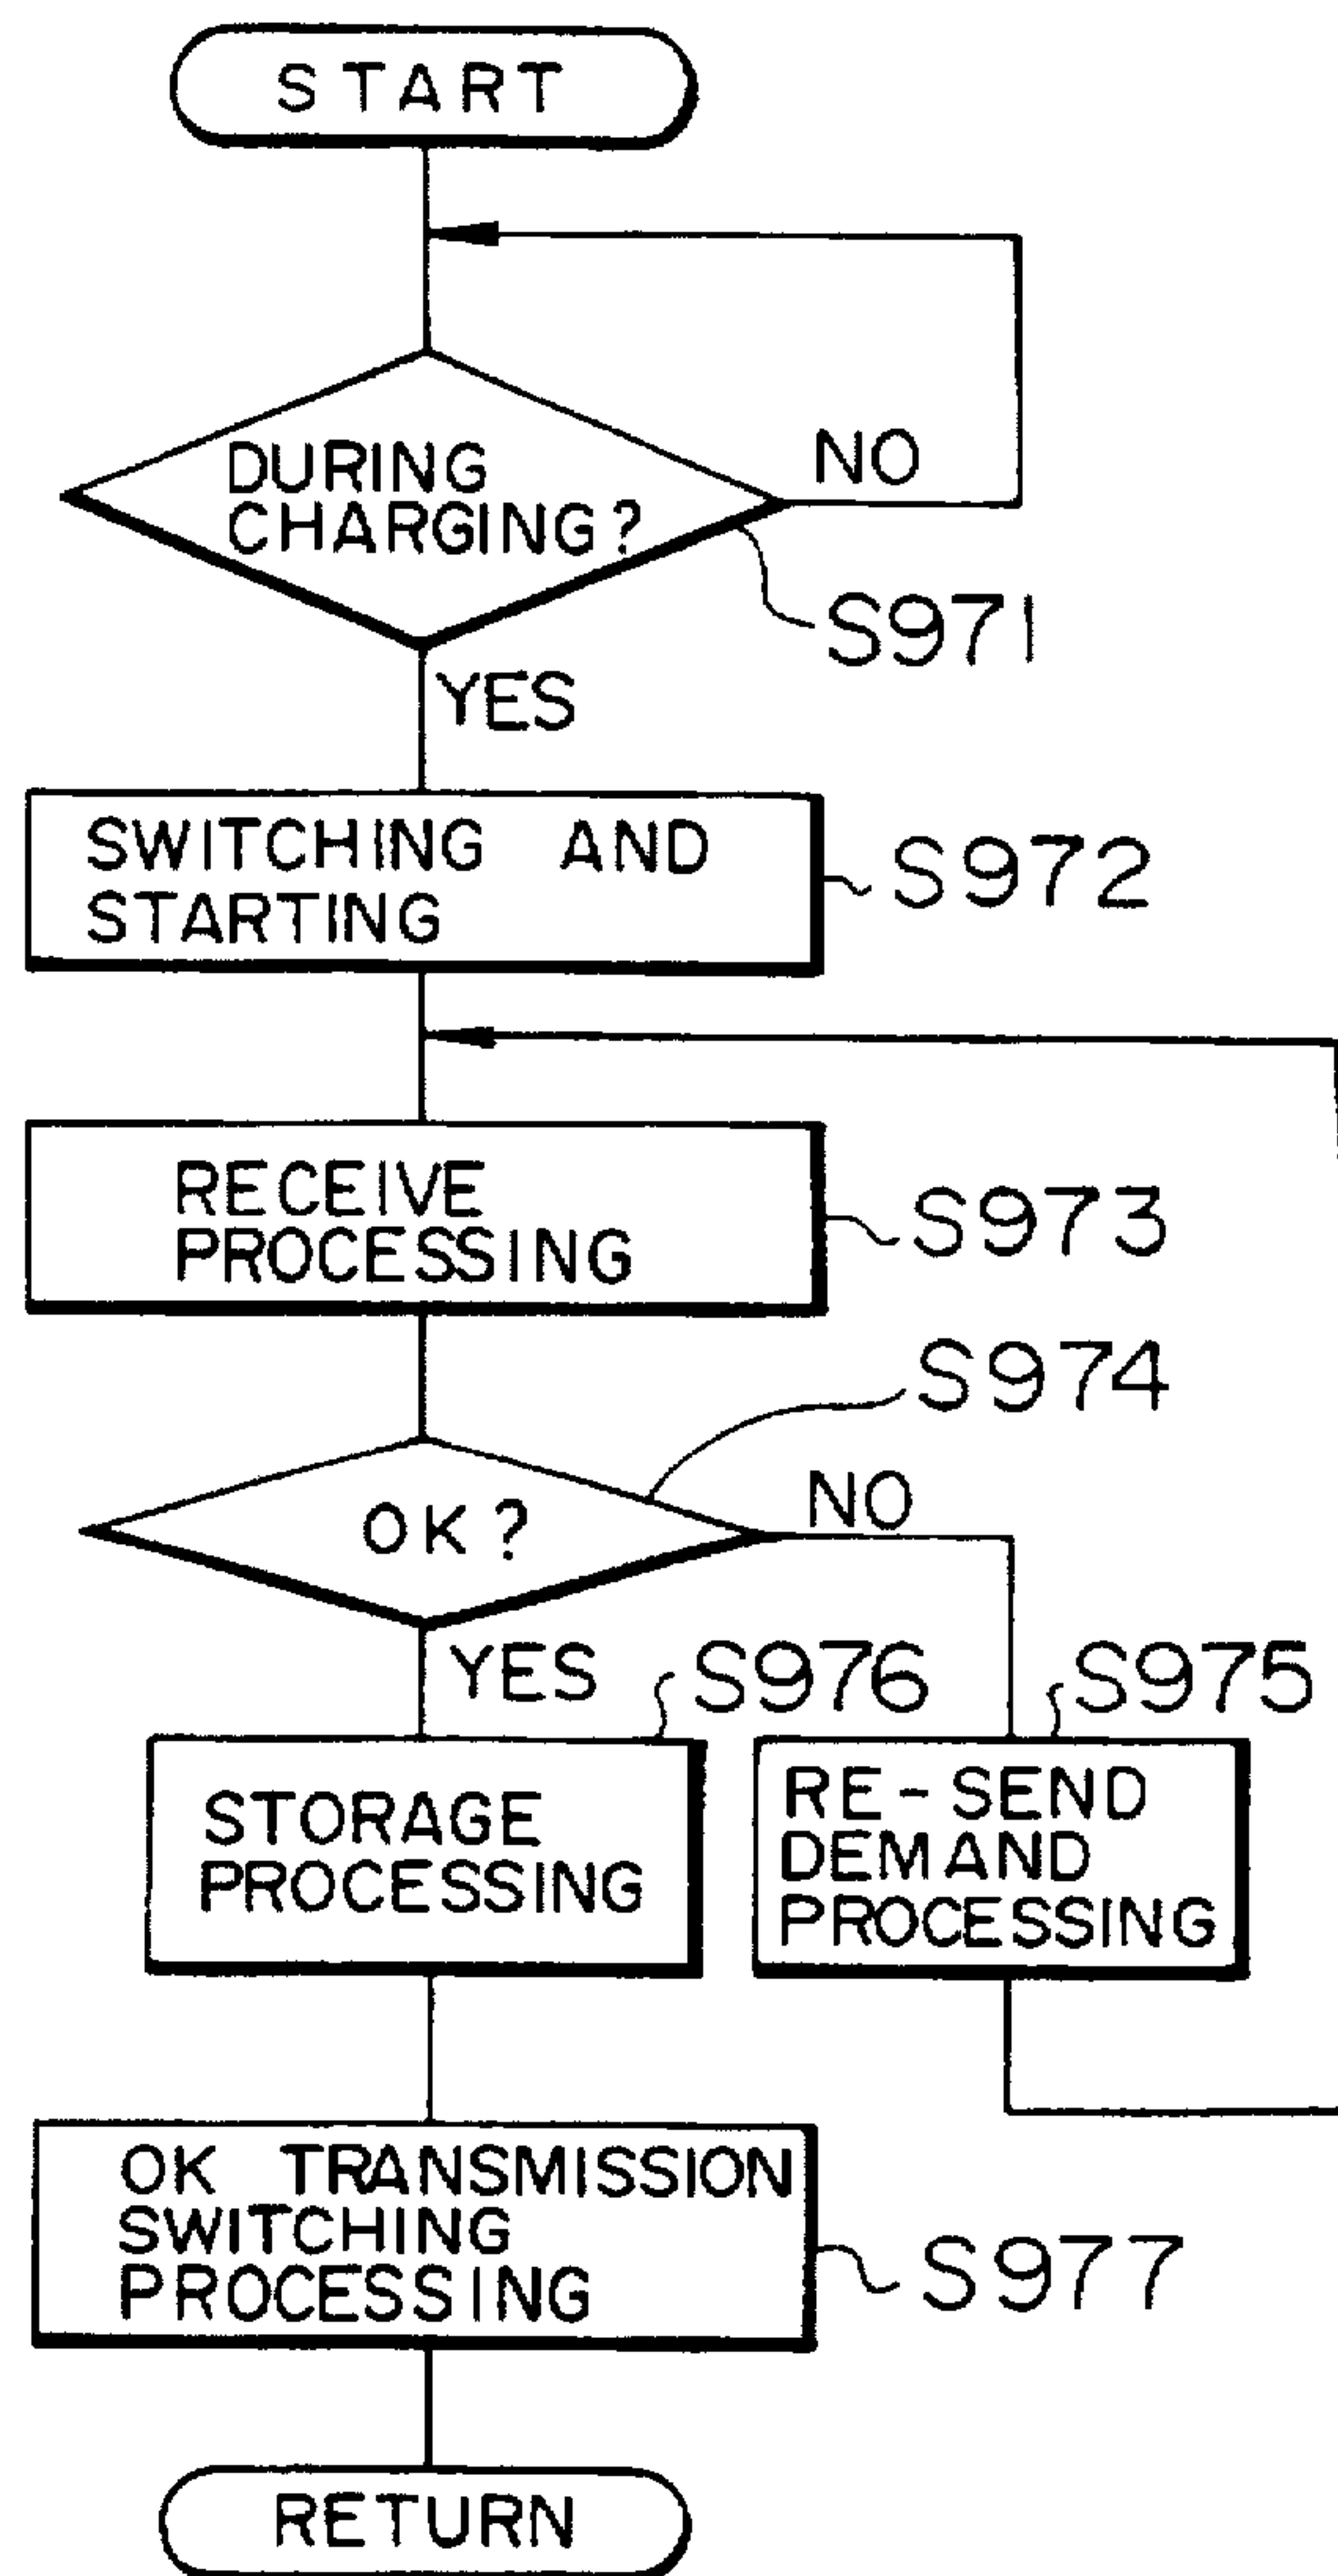 START
DURING
CHARGING?
NO
S971
YES
SWITCHING AND
STARTING
S972
RECEIVE
PROCESSING
S973
S974
OK?
NO
YES
S976
S975
STORAGE
PROCESSING
RE-SEND
DEMAND
PROCESSING
OK TRANSMISSION
SWITCHING
PROCESSING
S977
RETURN